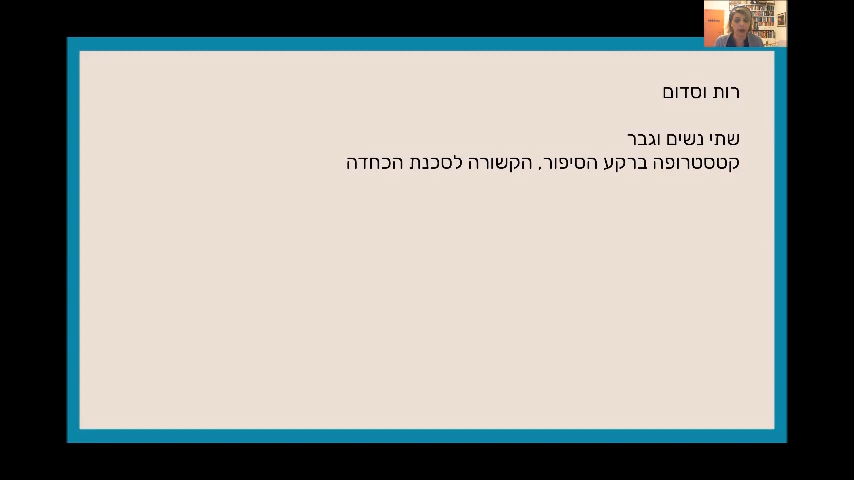 רות וסדום
שתי נשים וגבר
קטסטרופה ברקע הסיפור, הקשורה לסכנת הכחדה